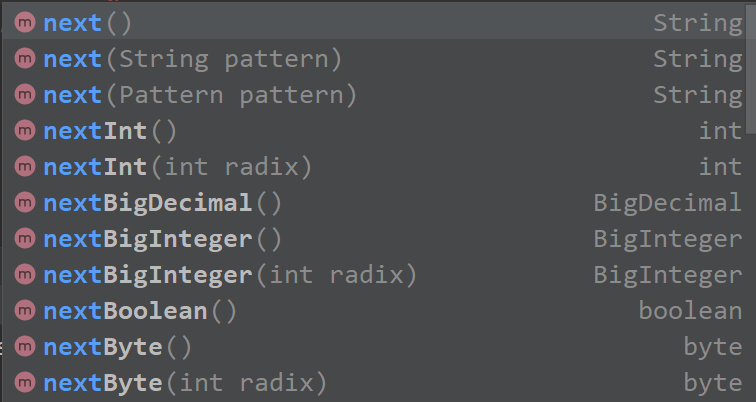 m next() String
m next(String pattern) String
m next(Pattern pattern) String
m nextInt() int
m nextInt(int radix) int
m nextBigDecimal() BigDecimal
m nextBigInteger() BigInteger
m nextBigInteger(int radix) BigInteger
m nextBoolean() boolean
m nextByte() byte
m nextByte(int radix) byte